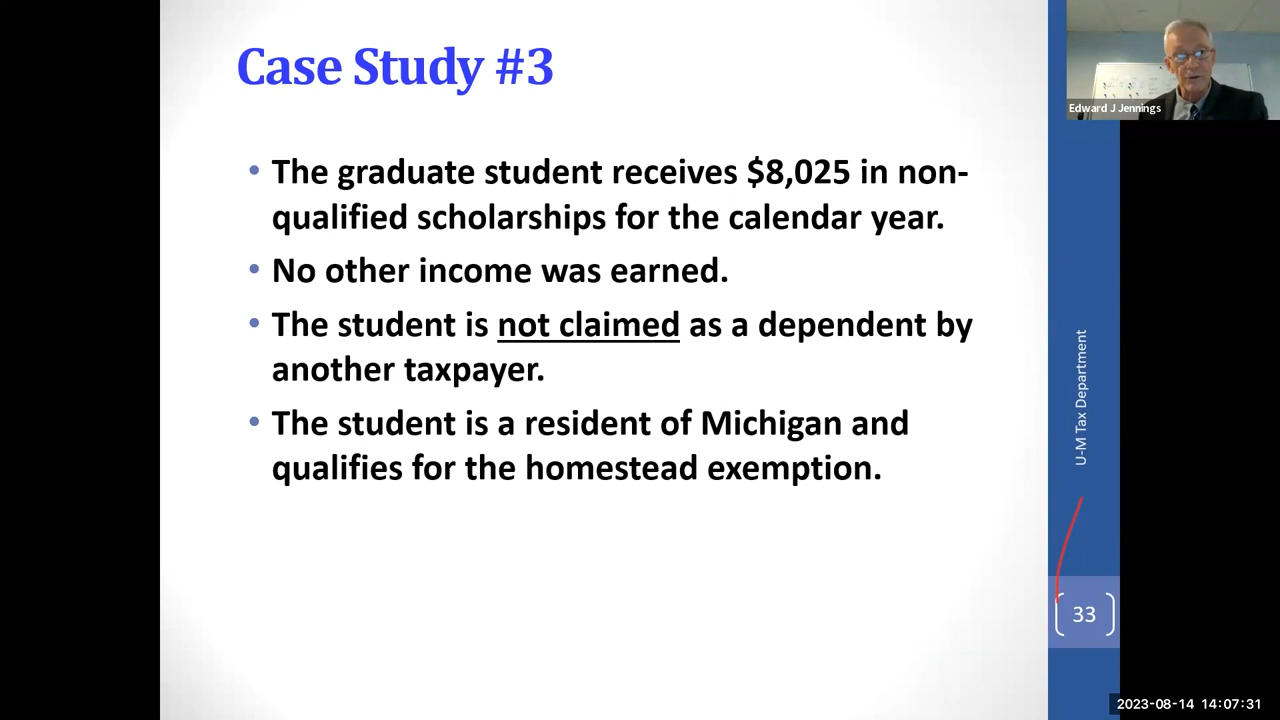 Case Study #3
• The graduate student receives $8,025 in non-
qualified scholarships for the calendar year.
• No other income was earned.
• The student is not claimed as a dependent by
another taxpayer.
• The student is a resident of Michigan and
qualifies for the homestead exemption.
Edward J Jennings
U-M Tax Department
33
2023-08-14 14:07:31